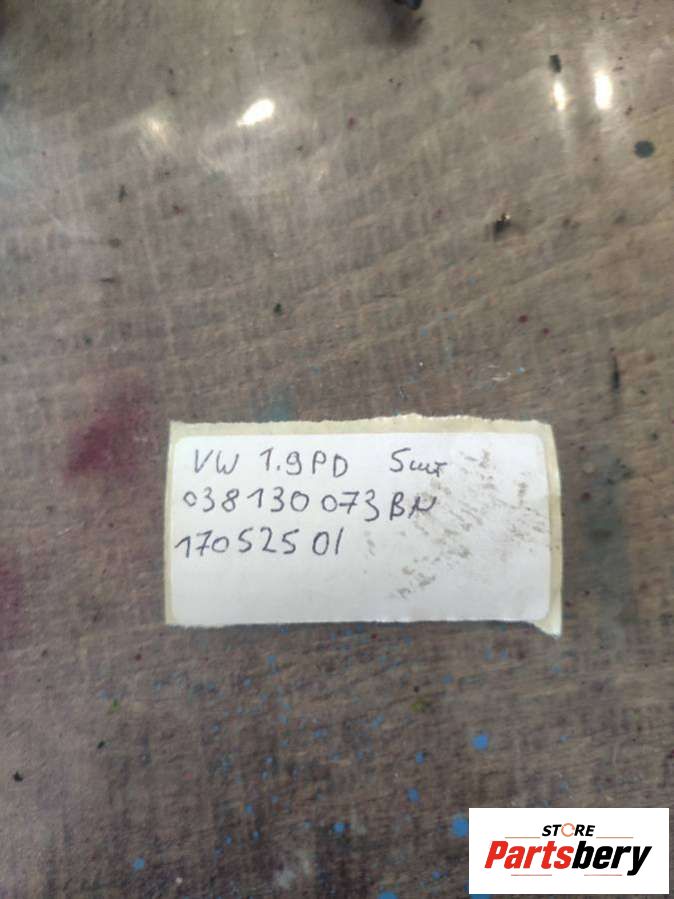 VW 1.9PD 5шт
038130073BN
17052501
STORE
Partsbery